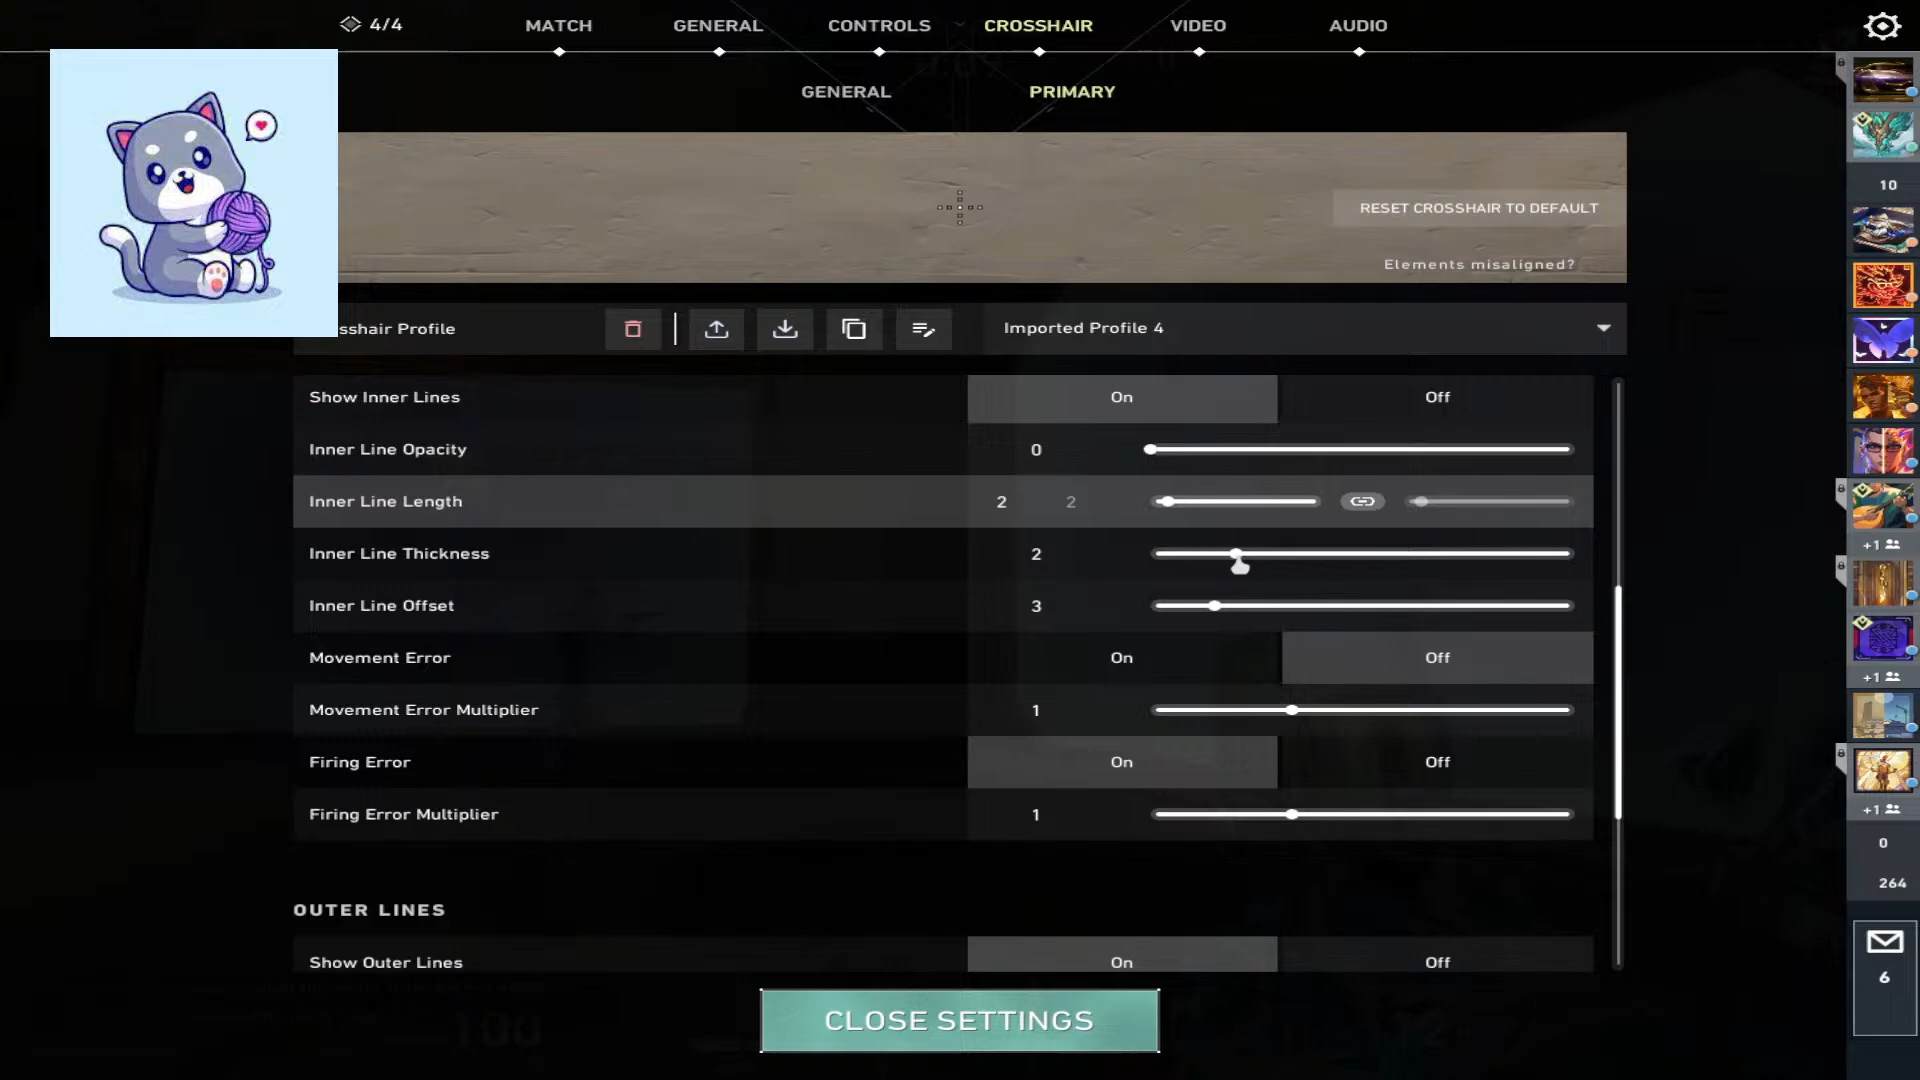 4/4 MATCH GENERAL CONTROLS CROSSHAIR VIDEO AUDIO
GENERAL PRIMARY
RESET CROSSHAIR TO DEFAULT
Elements misaligned?
sshair Profile Imported Profile 4
Show Inner Lines On Off
Inner Line Opacity 0
Inner Line Length 2 2
Inner Line Thickness 2
Inner Line Offset 3
Movement Error On Off
Movement Error Multiplier 1
Firing Error On Off
Firing Error Multiplier 1
OUTER LINES
Show Outer Lines On Off
CLOSE SETTINGS
100
10
+1
+1
+1
0
264
6